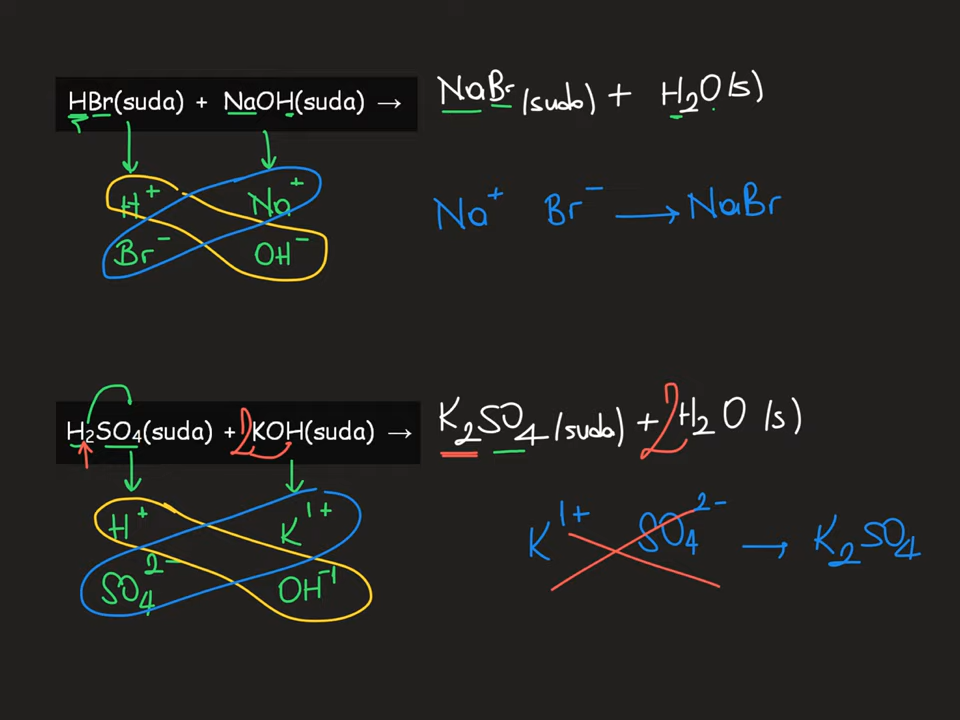 HBr(suda) + NaOH(suda) → NaBr(suda) + H₂O(s)
H⁺ Na⁺ Na⁺ Br⁻ → NaBr
Br⁻ OH⁻
H₂SO₄(suda) + 2KOH(suda) → K₂SO₄(suda) + 2H₂O(s)
H⁺ K¹⁺ K¹⁺ SO₄²⁻ → K₂SO₄
SO₄²⁻ OH⁻¹